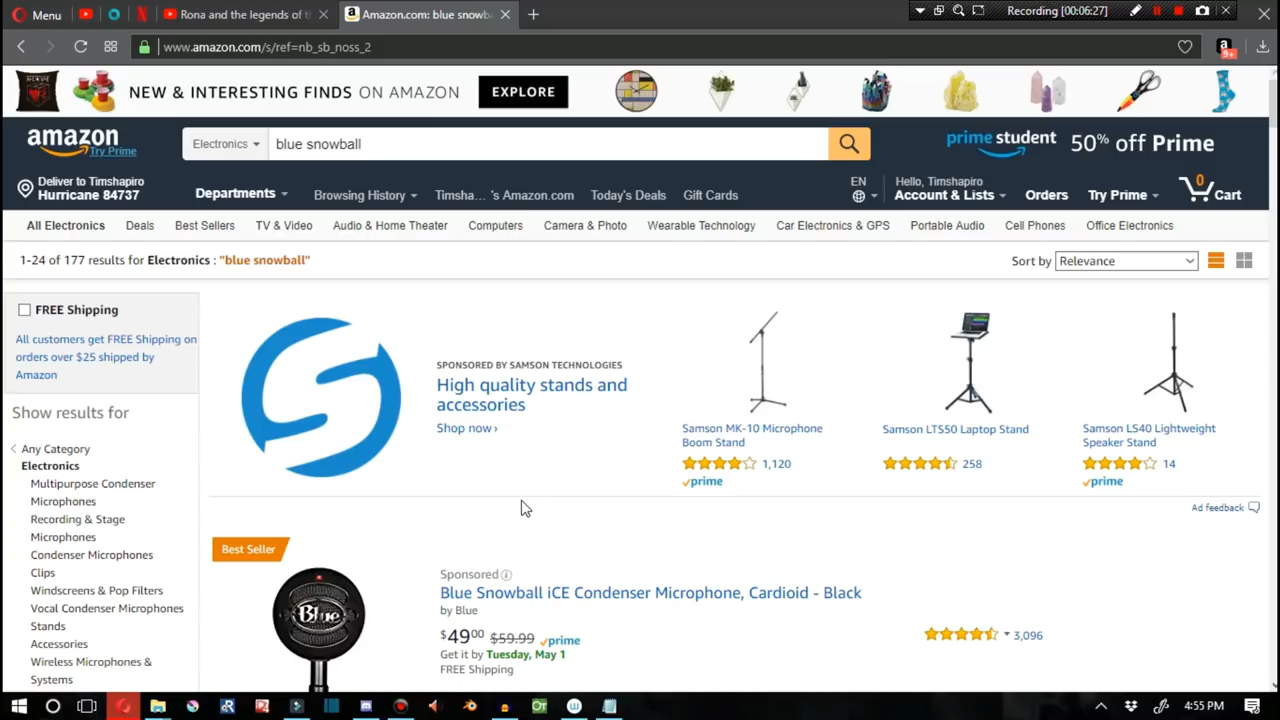 Menu
Rona and the legends of t
Amazon.com: blue snowba
Recording [00:06:27]
www.amazon.com/s/ref=nb_sb_noss_2
9+
NEW & INTERESTING FINDS ON AMAZON
EXPLORE
amazon
Try Prime
Electronics
blue snowball
prime student
50% off Prime
Deliver to Timshapiro
Hurricane 84737
Departments
Browsing History
Timsha... 's Amazon.com
Today's Deals
Gift Cards
EN
Hello, Timshapiro
Account & Lists
Orders
Try Prime
0
Cart
All Electronics
Deals
Best Sellers
TV & Video
Audio & Home Theater
Computers
Camera & Photo
Wearable Technology
Car Electronics & GPS
Portable Audio
Cell Phones
Office Electronics
1-24 of 177 results for Electronics : "blue snowball"
Sort by
Relevance
FREE Shipping
All customers get FREE Shipping on
orders over $25 shipped by
Amazon
Show results for
Any Category
Electronics
Multipurpose Condenser
Microphones
Recording & Stage
Microphones
Condenser Microphones
Clips
Windscreens & Pop Filters
Vocal Condenser Microphones
Stands
Accessories
Wireless Microphones &
Systems
SPONSORED BY SAMSON TECHNOLOGIES
High quality stands and
accessories
Shop now ›
Samson MK-10 Microphone
Boom Stand
1,120
prime
Samson LTS50 Laptop Stand
258
Samson LS40 Lightweight
Speaker Stand
14
prime
Ad feedback
Best Seller
Blue
Sponsored
Blue Snowball iCE Condenser Microphone, Cardioid - Black
by Blue
$49⁰⁰ $59.99 prime
Get it by Tuesday, May 1
FREE Shipping
3,096
4:55 PM